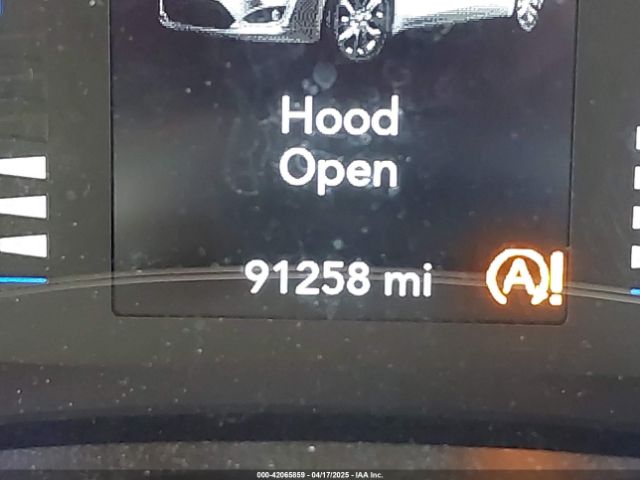 Hood
Open
91258 mi
A!
000-42065859 - 04/17/2025 - IAA Inc.